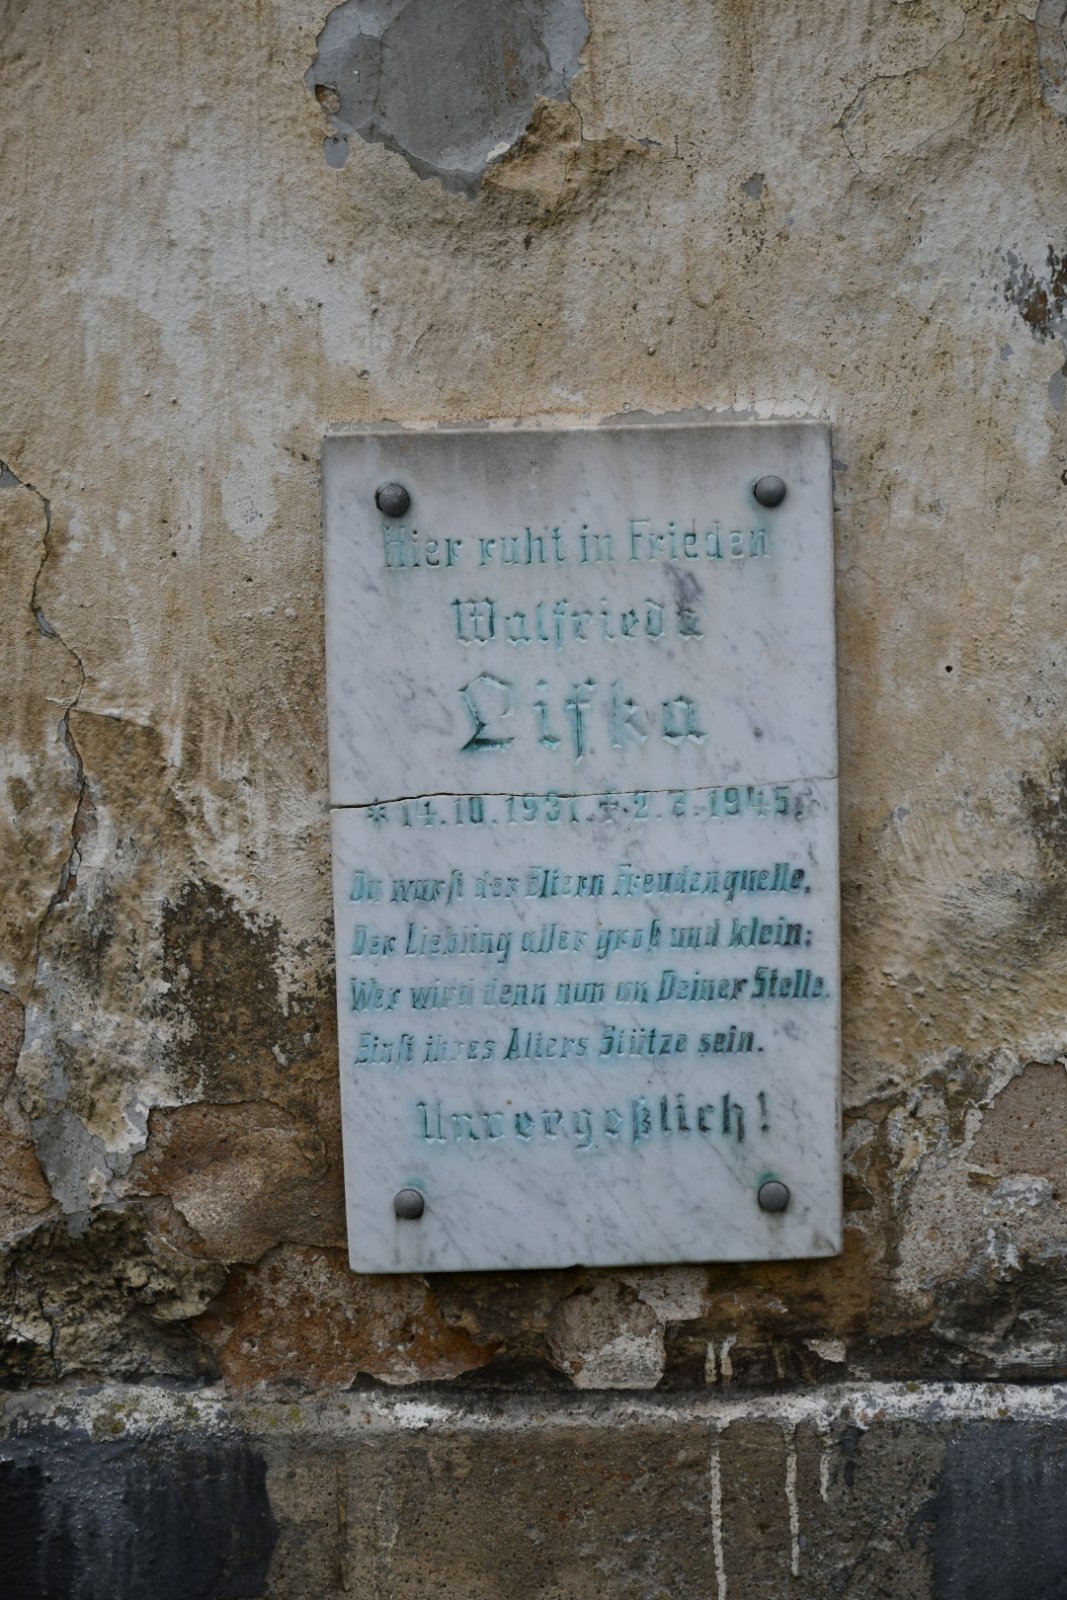 Hier ruht in Frieden
Walfrieda
Lifka
* 14.10.1931. ✝ 2. 2. 1945.
Du warst der Eltern Freudenquelle,
Der Liebling aller groß und klein;
Wer wird denn nun an Deiner Stelle,
Einst ihres Alters Stütze sein.
Unvergeßlich!